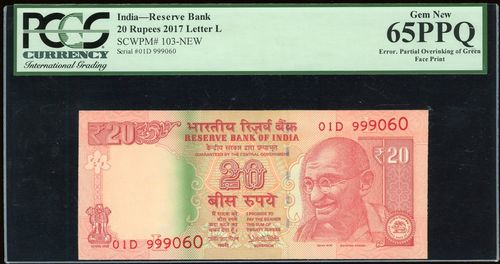 PCGS
CURRENCY
International Grading
India—Reserve Bank
20 Rupees 2017 Letter L
SCWPM# 103-NEW
Serial #01D 999060
Gem New
65PPQ
Error. Partial Overinking of Green
Face Print
₹20
भारतीय रिज़र्व बैंक
RESERVE BANK OF INDIA
केन्द्रीय सरकार द्वारा प्रत्याभूत
GUARANTEED BY THE CENTRAL GOVERNMENT
01D 999060
₹20
20
बीस रुपये
I PROMISE TO
PAY THE BEARER
THE SUM OF
TWENTY RUPEES
01D 999060